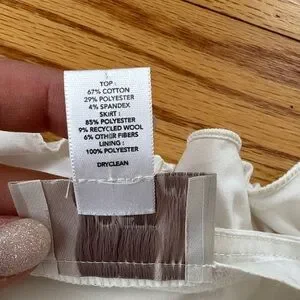 TOP :
67% COTTON
29% POLYESTER
4% SPANDEX
SKIRT :
85% POLYESTER
9% RECYCLED WOOL
6% OTHER FIBERS
LINING :
100% POLYESTER
DRYCLEAN